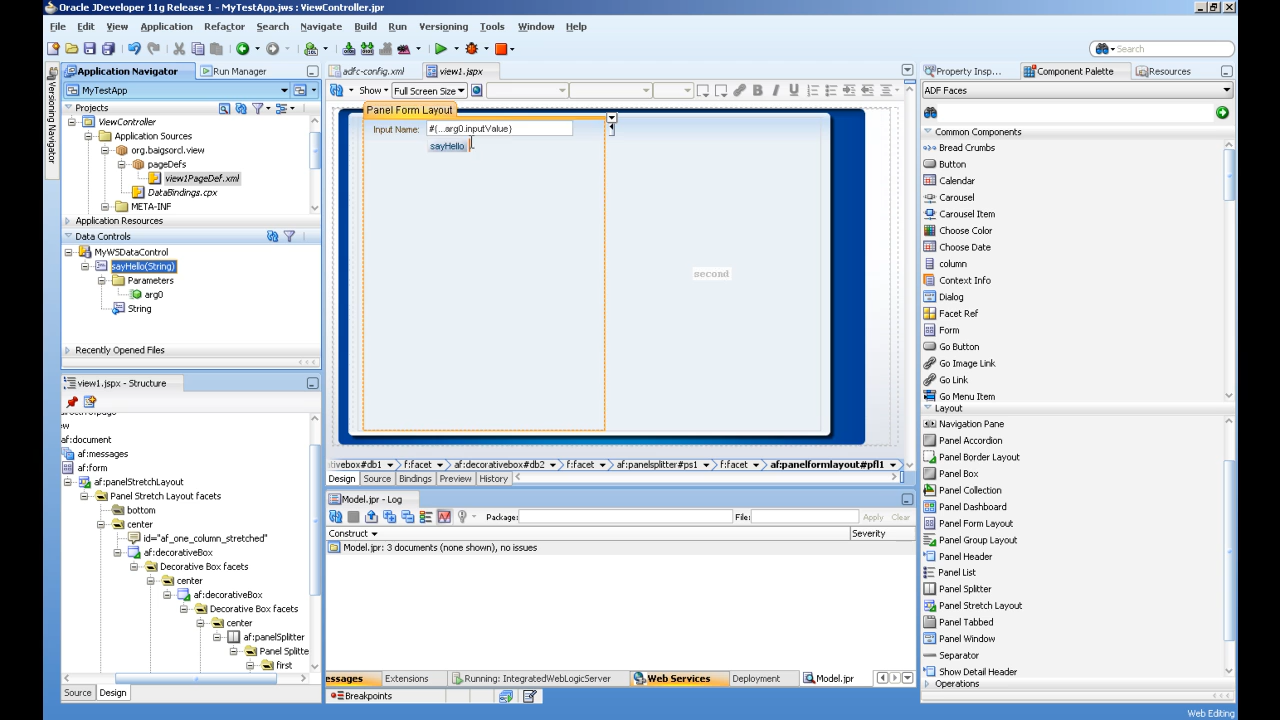 Oracle JDeveloper 11g Release 1 - MyTestApp.jws : ViewController.jpr
File Edit View Application Refactor Search Navigate Build Run Versioning Tools Window Help
Search
Versioning Navigator
Application Navigator Run Manager
MyTestApp
Projects
ViewController
Application Sources
org.baigsorcl.view
pageDefs
view1PageDef.xml
DataBindings.cpx
META-INF
Application Resources
Data Controls
MyWSDataControl
sayHello(String)
Parameters
arg0
String
Recently Opened Files
view1.jspx - Structure
af:document
af:messages
af:form
af:panelStretchLayout
Panel Stretch Layout facets
bottom
center
id="af_one_column_stretched"
af:decorativeBox
Decorative Box facets
center
af:decorativeBox
Decorative Box facets
center
af:panelSplitter
Panel Splitte
first
Source Design
adfc-config.xml view1.jspx
Show Full Screen Size
Panel Form Layout
Input Name: #{...arg0.inputValue}
sayHello
second
ivebox#db1 f:facet af:decorativebox#db2 f:facet af:panelsplitter#ps1 f:facet af:panelformlayout#pfl1
Design Source Bindings Preview History
Model.jpr - Log
Package: File: Apply Clear
Construct Severity
Model.jpr: 3 documents (none shown), no issues
essages Extensions Running: IntegratedWebLogicServer Web Services Deployment Model.jpr
Breakpoints
Property Insp... Component Palette Resources
ADF Faces
Common Components
Bread Crumbs
Button
Calendar
Carousel
Carousel Item
Choose Color
Choose Date
column
Context Info
Dialog
Facet Ref
Form
Go Button
Go Image Link
Go Link
Go Menu Item
Layout
Navigation Pane
Panel Accordion
Panel Border Layout
Panel Box
Panel Collection
Panel Dashboard
Panel Form Layout
Panel Group Layout
Panel Header
Panel List
Panel Splitter
Panel Stretch Layout
Panel Tabbed
Panel Window
Separator
Show Detail Header
Operations
Web Editing